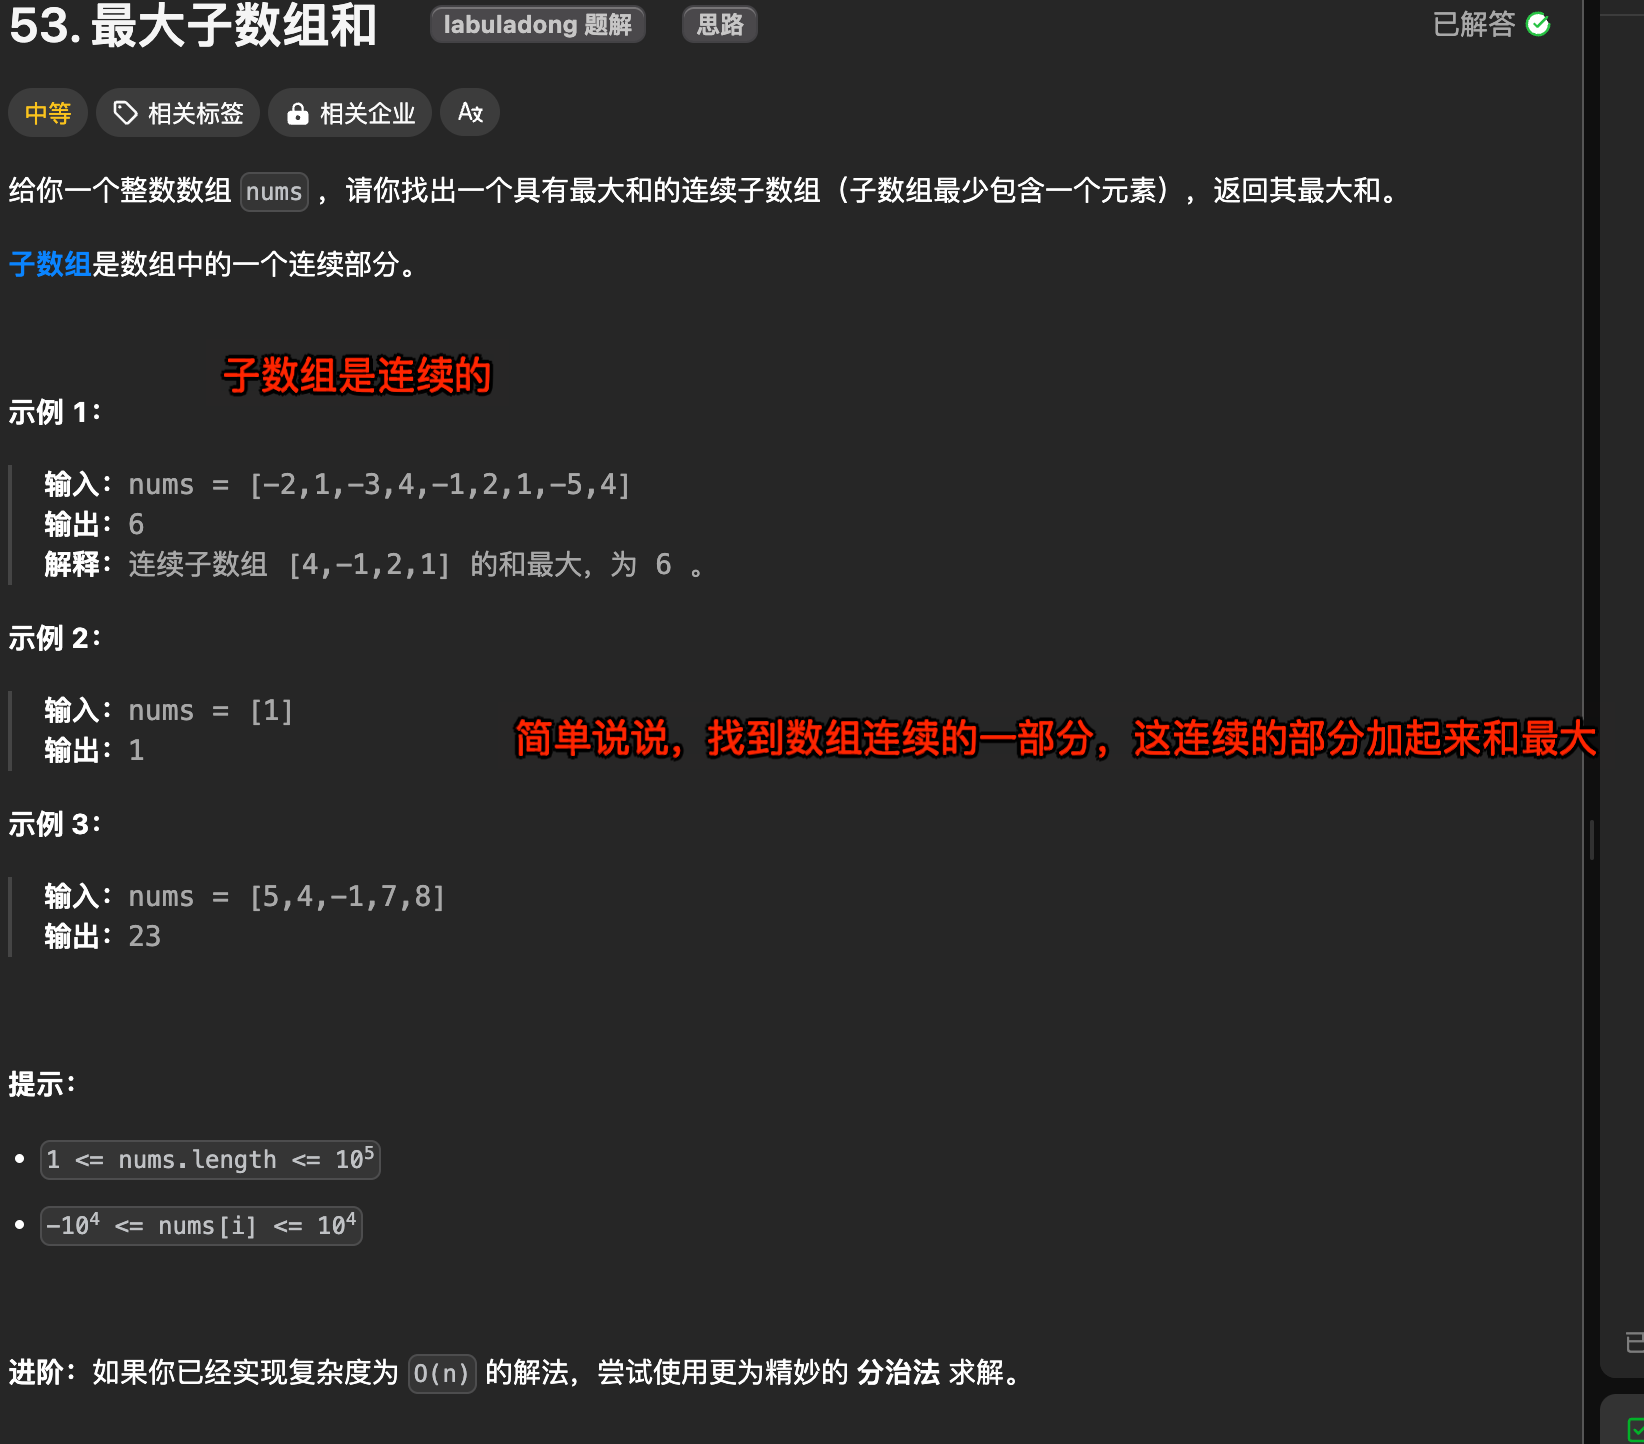 53. 最大子数组和 labuladong 题解 思路 已解答
中等 相关标签 相关企业
给你一个整数数组 nums ，请你找出一个具有最大和的连续子数组（子数组最少包含一个元素），返回其最大和。
子数组是数组中的一个连续部分。
子数组是连续的
示例 1：
输入：nums = [-2,1,-3,4,-1,2,1,-5,4]
输出：6
解释：连续子数组 [4,-1,2,1] 的和最大，为 6 。
示例 2：
输入：nums = [1]
简单说说，找到数组连续的一部分，这连续的部分加起来和最大
输出：1
示例 3：
输入：nums = [5,4,-1,7,8]
输出：23
提示：
• 1 <= nums.length <= 10⁵
• -10⁴ <= nums[i] <= 10⁴
进阶：如果你已经实现复杂度为 O(n) 的解法，尝试使用更为精妙的 分治法 求解。